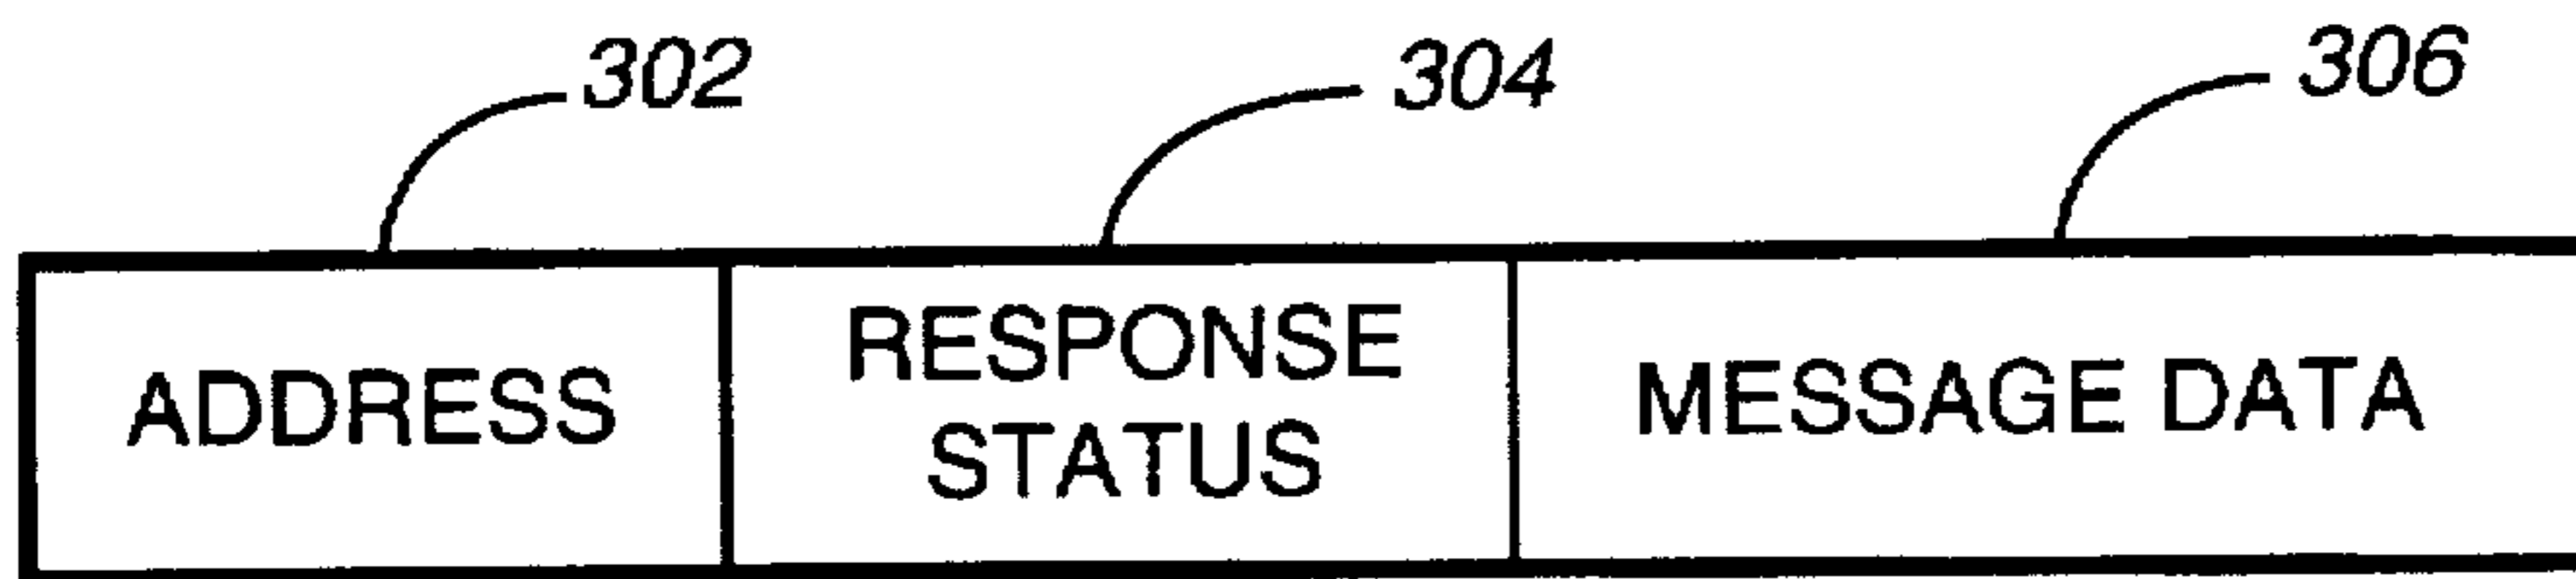 302
304
306
ADDRESS
RESPONSE
STATUS
MESSAGE DATA